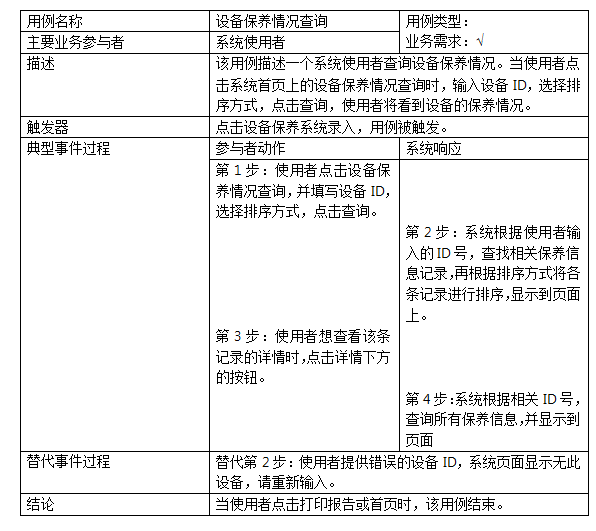 用例名称
设备保养情况查询
用例类型：
业务需求：√
主要业务参与者
系统使用者
描述
该用例描述一个系统使用者查询设备保养情况。当使用者点
击系统首页上的设备保养情况查询时，输入设备 ID，选择排
序方式，点击查询，使用者将看到设备的保养情况。
触发器
点击设备保养系统录入，用例被触发。
典型事件过程
参与者动作
系统响应
第 1 步：使用者点击设备保
养情况查询，并填写设备 ID，
选择排序方式，点击查询。
第 2 步：系统根据使用者输
入的 ID 号，查找相关保养信
息记录，再根据排序方式将各
条记录进行排序，显示到页面
上。
第 3 步：使用者想查看该条
记录的详情时，点击详情下方
的按钮。
第 4 步：系统根据相关 ID 号，
查询所有保养信息，并显示到
页面
替代事件过程
替代第 2 步：使用者提供错误的设备 ID，系统页面显示无此
设备，请重新输入。
结论
当使用者点击打印报告或首页时，该用例结束。